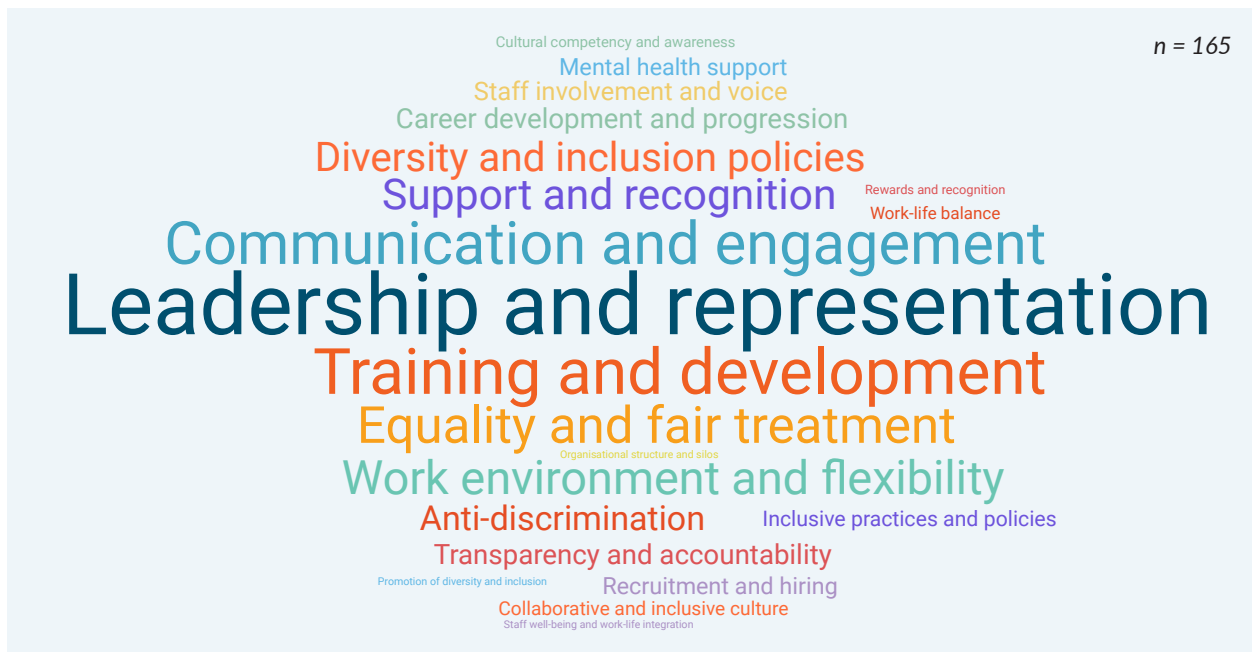 Cultural competency and awareness
n = 165
Mental health support
Staff involvement and voice
Career development and progression
Diversity and inclusion policies
Support and recognition
Rewards and recognition
Work-life balance
Communication and engagement
Leadership and representation
Training and development
Equality and fair treatment
Organisational structure and silos
Work environment and flexibility
Anti-discrimination
Inclusive practices and policies
Transparency and accountability
Promotion of diversity and inclusion
Recruitment and hiring
Collaborative and inclusive culture
Staff well-being and work-life integration